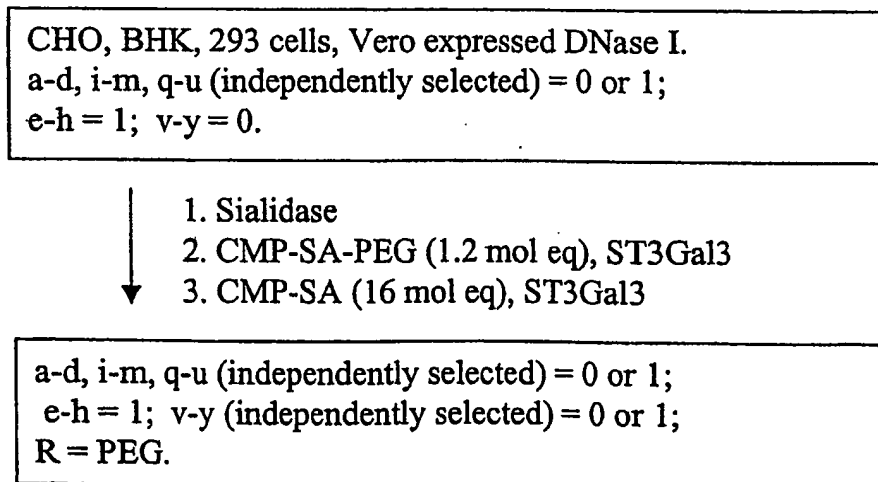 CHO, BHK, 293 cells, Vero expressed DNase I.
a-d, i-m, q-u (independently selected) = 0 or 1;
e-h = 1; v-y = 0.
1. Sialidase
2. CMP-SA-PEG (1.2 mol eq), ST3Gal3
3. CMP-SA (16 mol eq), ST3Gal3
a-d, i-m, q-u (independently selected) = 0 or 1;
e-h = 1; v-y (independently selected) = 0 or 1;
R = PEG.